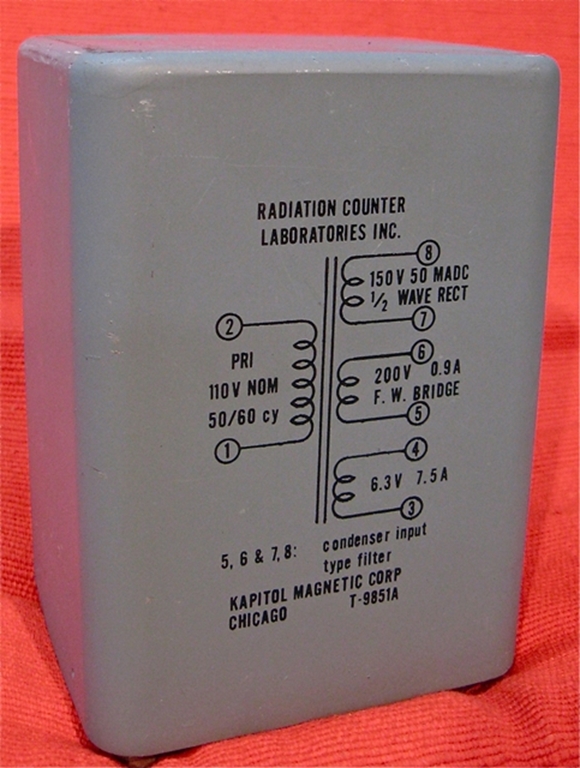 RADIATION COUNTER
LABORATORIES INC.
8
150V 50 MADC
1/2 WAVE RECT
7
2
PRI
110V NOM
50/60 cy
1
6
200V 0.9A
F. W. BRIDGE
5
4
6.3V 7.5A
3
5, 6 & 7, 8: condenser input
type filter
KAPITOL MAGNETIC CORP
CHICAGO T-9851A